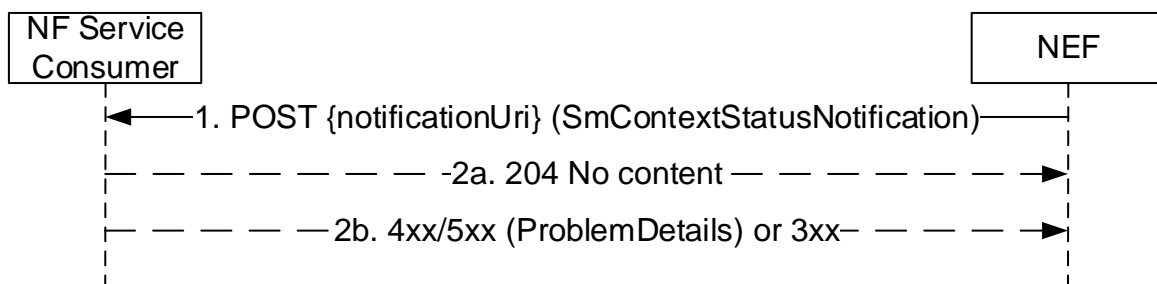 NF Service
Consumer
NEF
1. POST {notificationUri} (SmContextStatusNotification)
2a. 204 No content
2b. 4xx/5xx (ProblemDetails) or 3xx